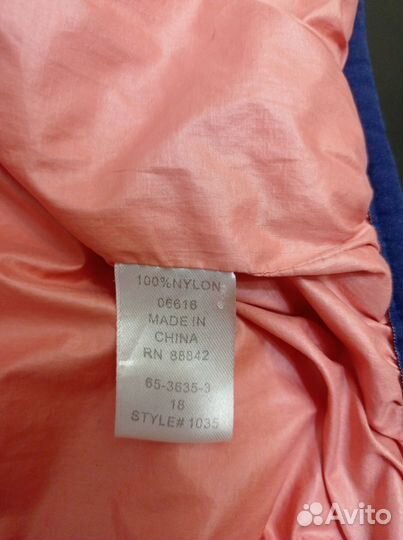 100%NYLON
06616
MADE IN
CHINA
RN 88842
65-3635-3
18
STYLE# 1035
Avito